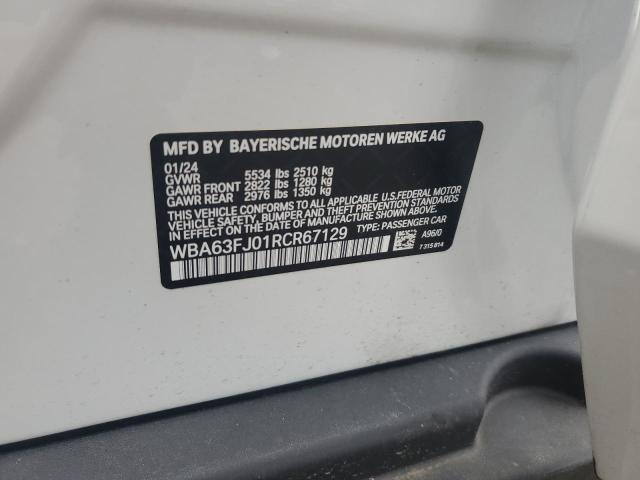 MFD BY BAYERISCHE MOTOREN WERKE AG
01/24
GVWR 5534 lbs 2510 kg
GAWR FRONT 2822 lbs 1280 kg
GAWR REAR 2976 lbs 1350 kg
THIS VEHICLE CONFORMS TO ALL APPLICABLE U.S.FEDERAL MOTOR
VEHICLE SAFETY, BUMPER, AND THEFT PREVENTION STANDARDS
IN EFFECT ON THE DATE OF MANUFACTURE SHOWN ABOVE.
WBA63FJ01RCR67129 TYPE: PASSENGER CAR
A96/0
7 315 814